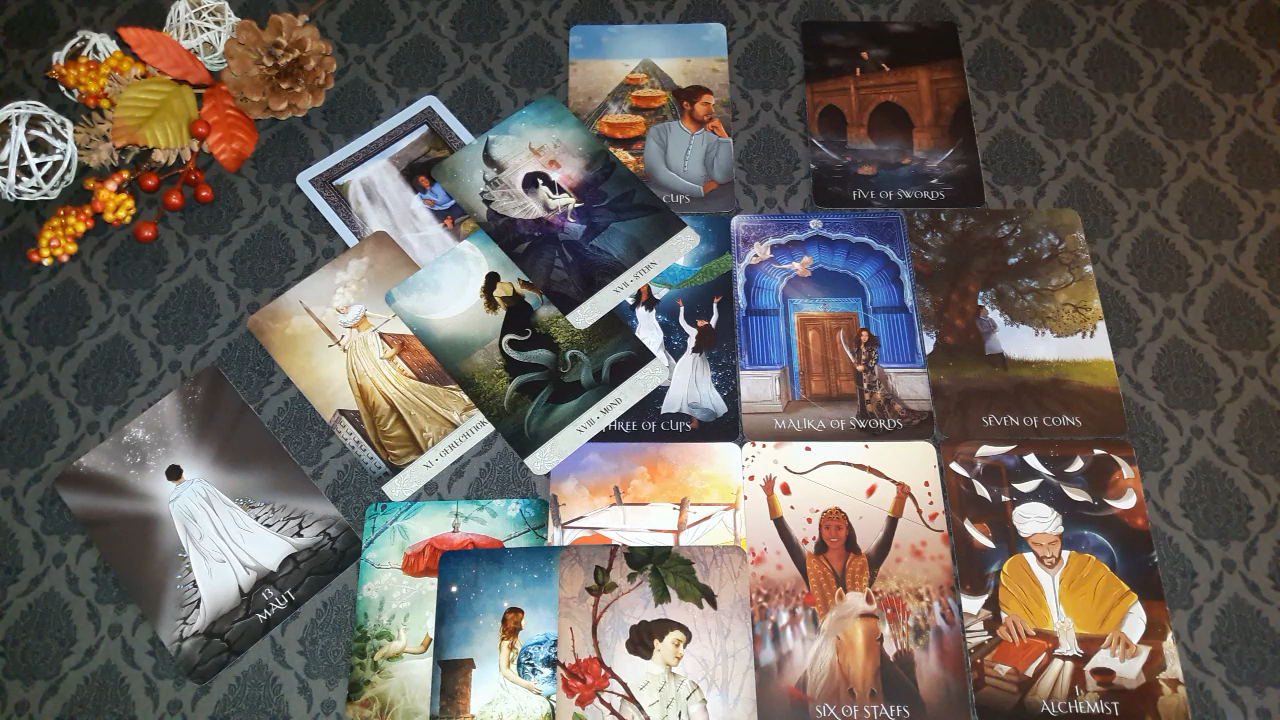 CUPS
FIVE OF SWORDS
XVII • STERN
XVIII • MOND
THREE OF CUPS
MALIKA OF SWORDS
SEVEN OF COINS
XI • GERECHTIGK
13
MAUT
SIX OF STAFFS
1
ALCHEMIST